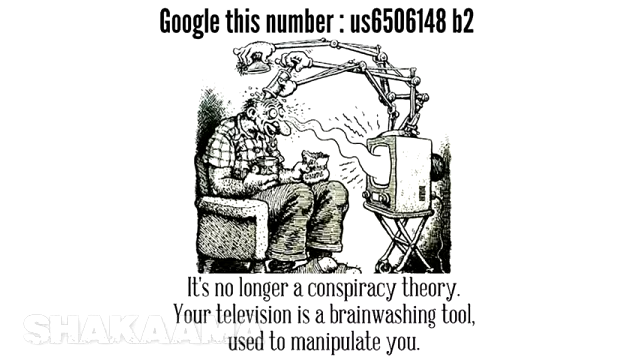 Google this number : us6506148 b2
It's no longer a conspiracy theory.
Your television is a brainwashing tool,
used to manipulate you.
SHAKAAMA